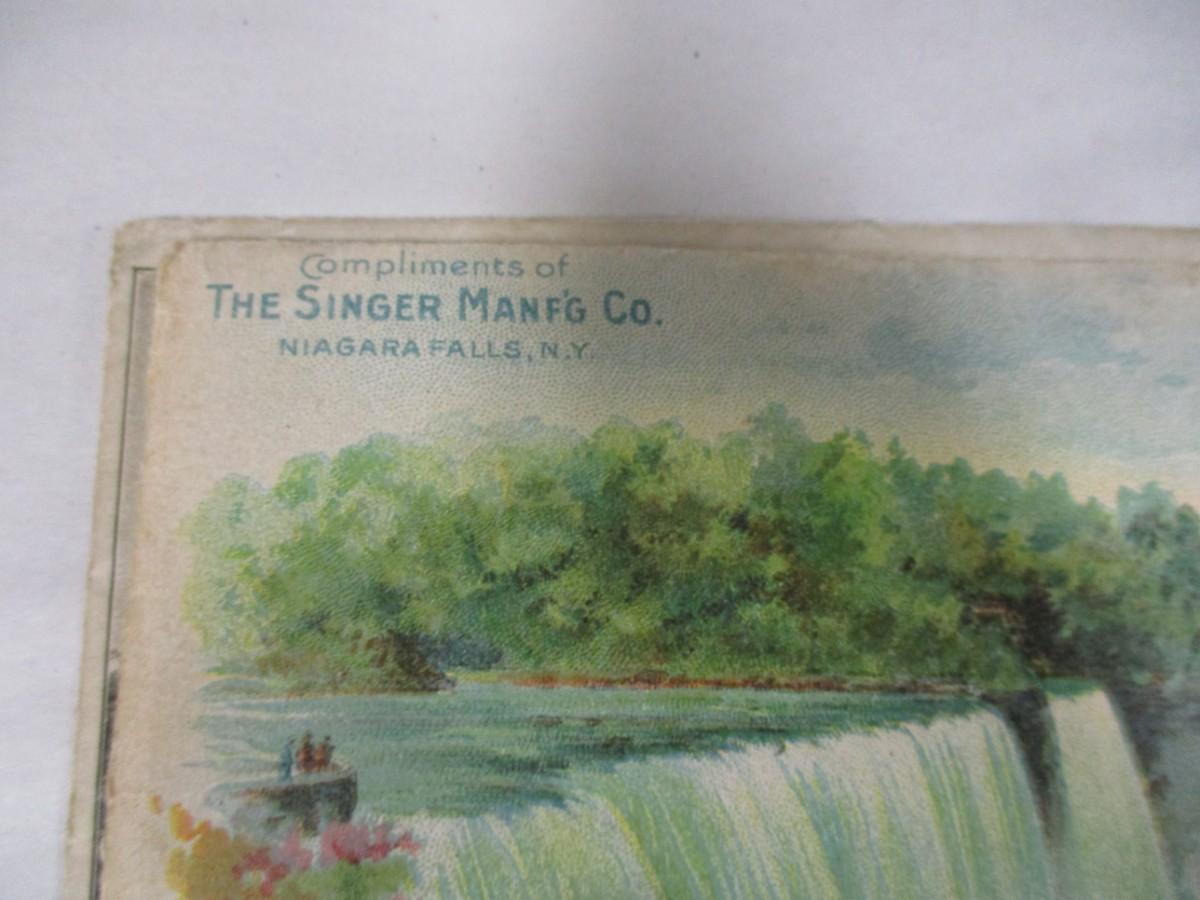 Compliments of
THE SINGER MANF'G CO.
NIAGARA FALLS, N.Y.